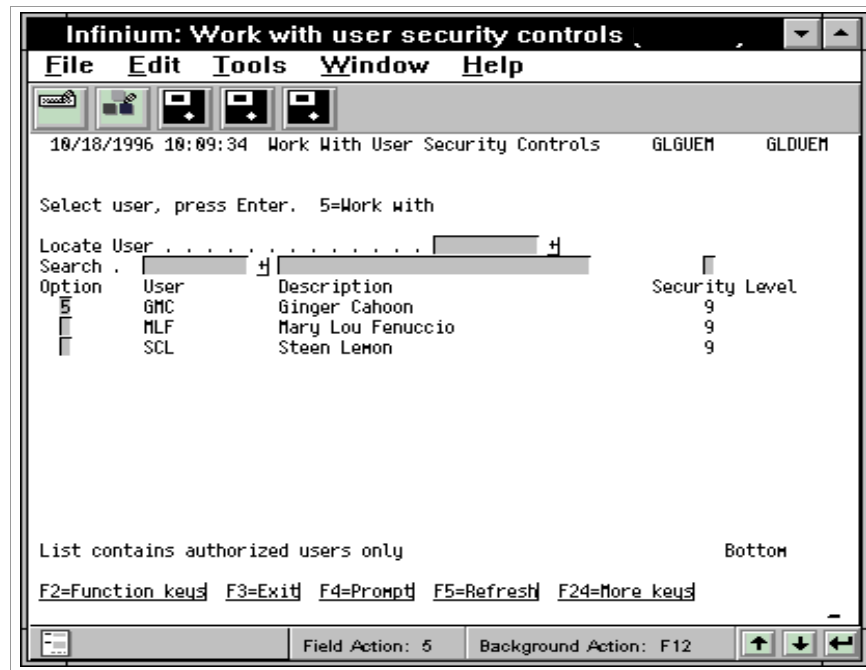 Infinium: Work with user security controls
File Edit Tools Window Help
10/18/1996 10:09:34 Work With User Security Controls GLGUEM GLDUEM
Select user, press Enter. 5=Work with
Locate User . . . . . . . . . . . . . +
Search . +
Option User Description Security Level
5 GMC Ginger Cahoon 9
MLF Mary Lou Fenuccio 9
SCL Steen Lemon 9
List contains authorized users only Bottom
F2=Function keys F3=Exit F4=Prompt F5=Refresh F24=More keys
Field Action: 5 Background Action: F12